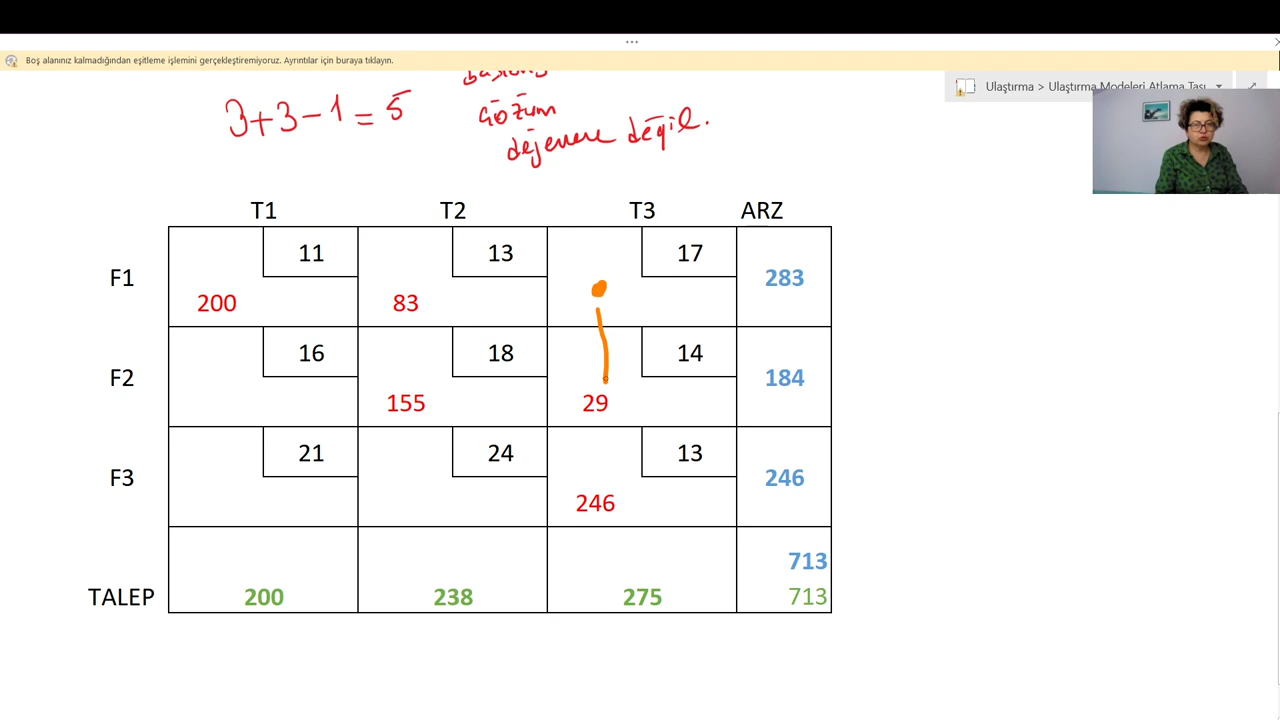 Boş alanınız kalmadığından eşitleme işlemini gerçekleştiremiyoruz. Ayrıntılar için buraya tıklayın.
Ulaştırma > Ulaştırma Modeleri Atlama Taşı
3+3-1=5
çözüm
dejenere değil.
T1 T2 T3 ARZ
11 13 17
F1 283
200 83
16 18 14
F2 184
155 29
21 24 13
F3 246
246
713
TALEP 200 238 275 713